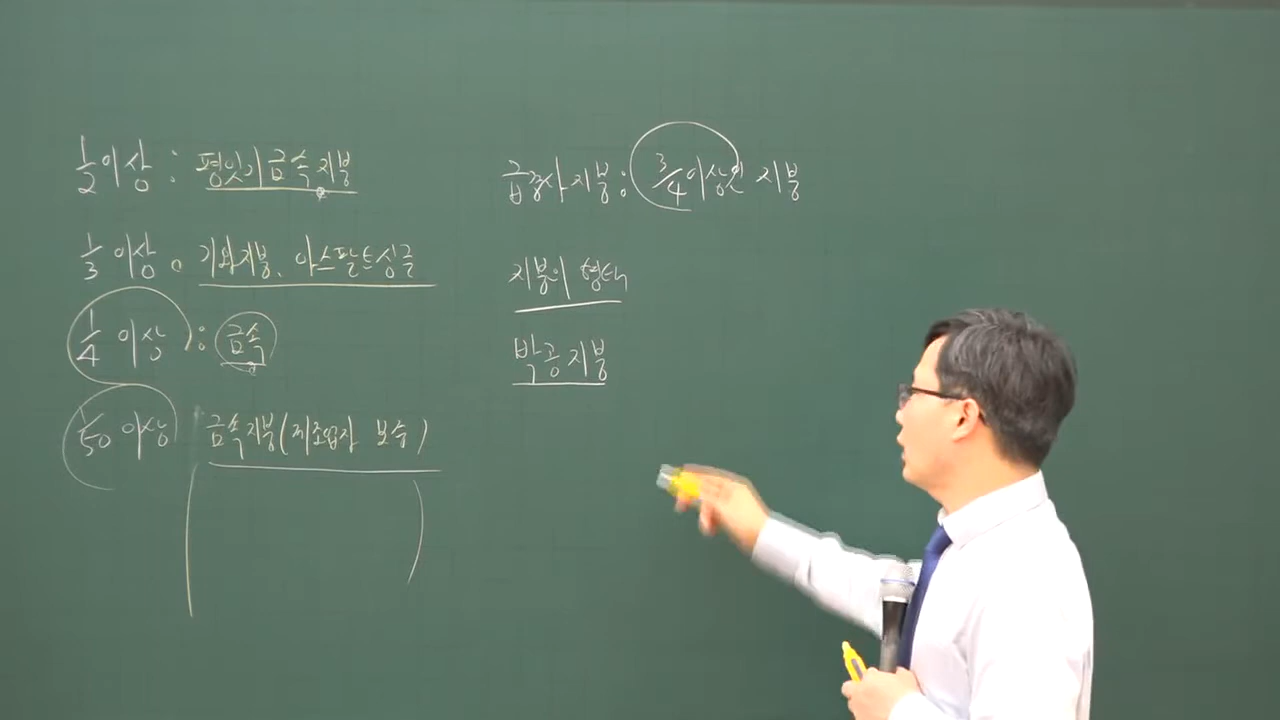 1/2 이상 : 평잇기 금속 지붕
1/3 이상 : 기와지붕, 아스팔트싱글
1/4 이상 : 금속
1/50 이상 금속지붕(제조업자 보증)
급경사 지붕 : 3/4 이상인 지붕
지붕의 형태
박공지붕